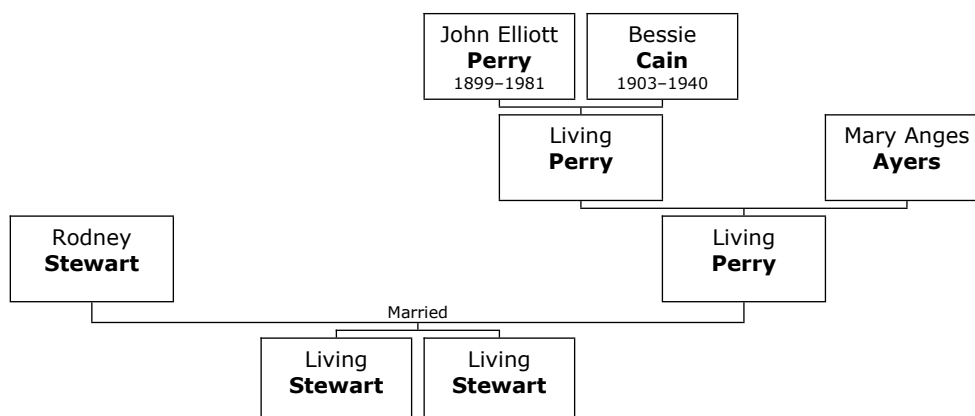 John Elliott
Perry
1899–1981
Bessie
Cain
1903–1940
Living
Perry
Mary Anges
Ayers
Rodney
Stewart
Living
Perry
Married
Living
Stewart
Living
Stewart